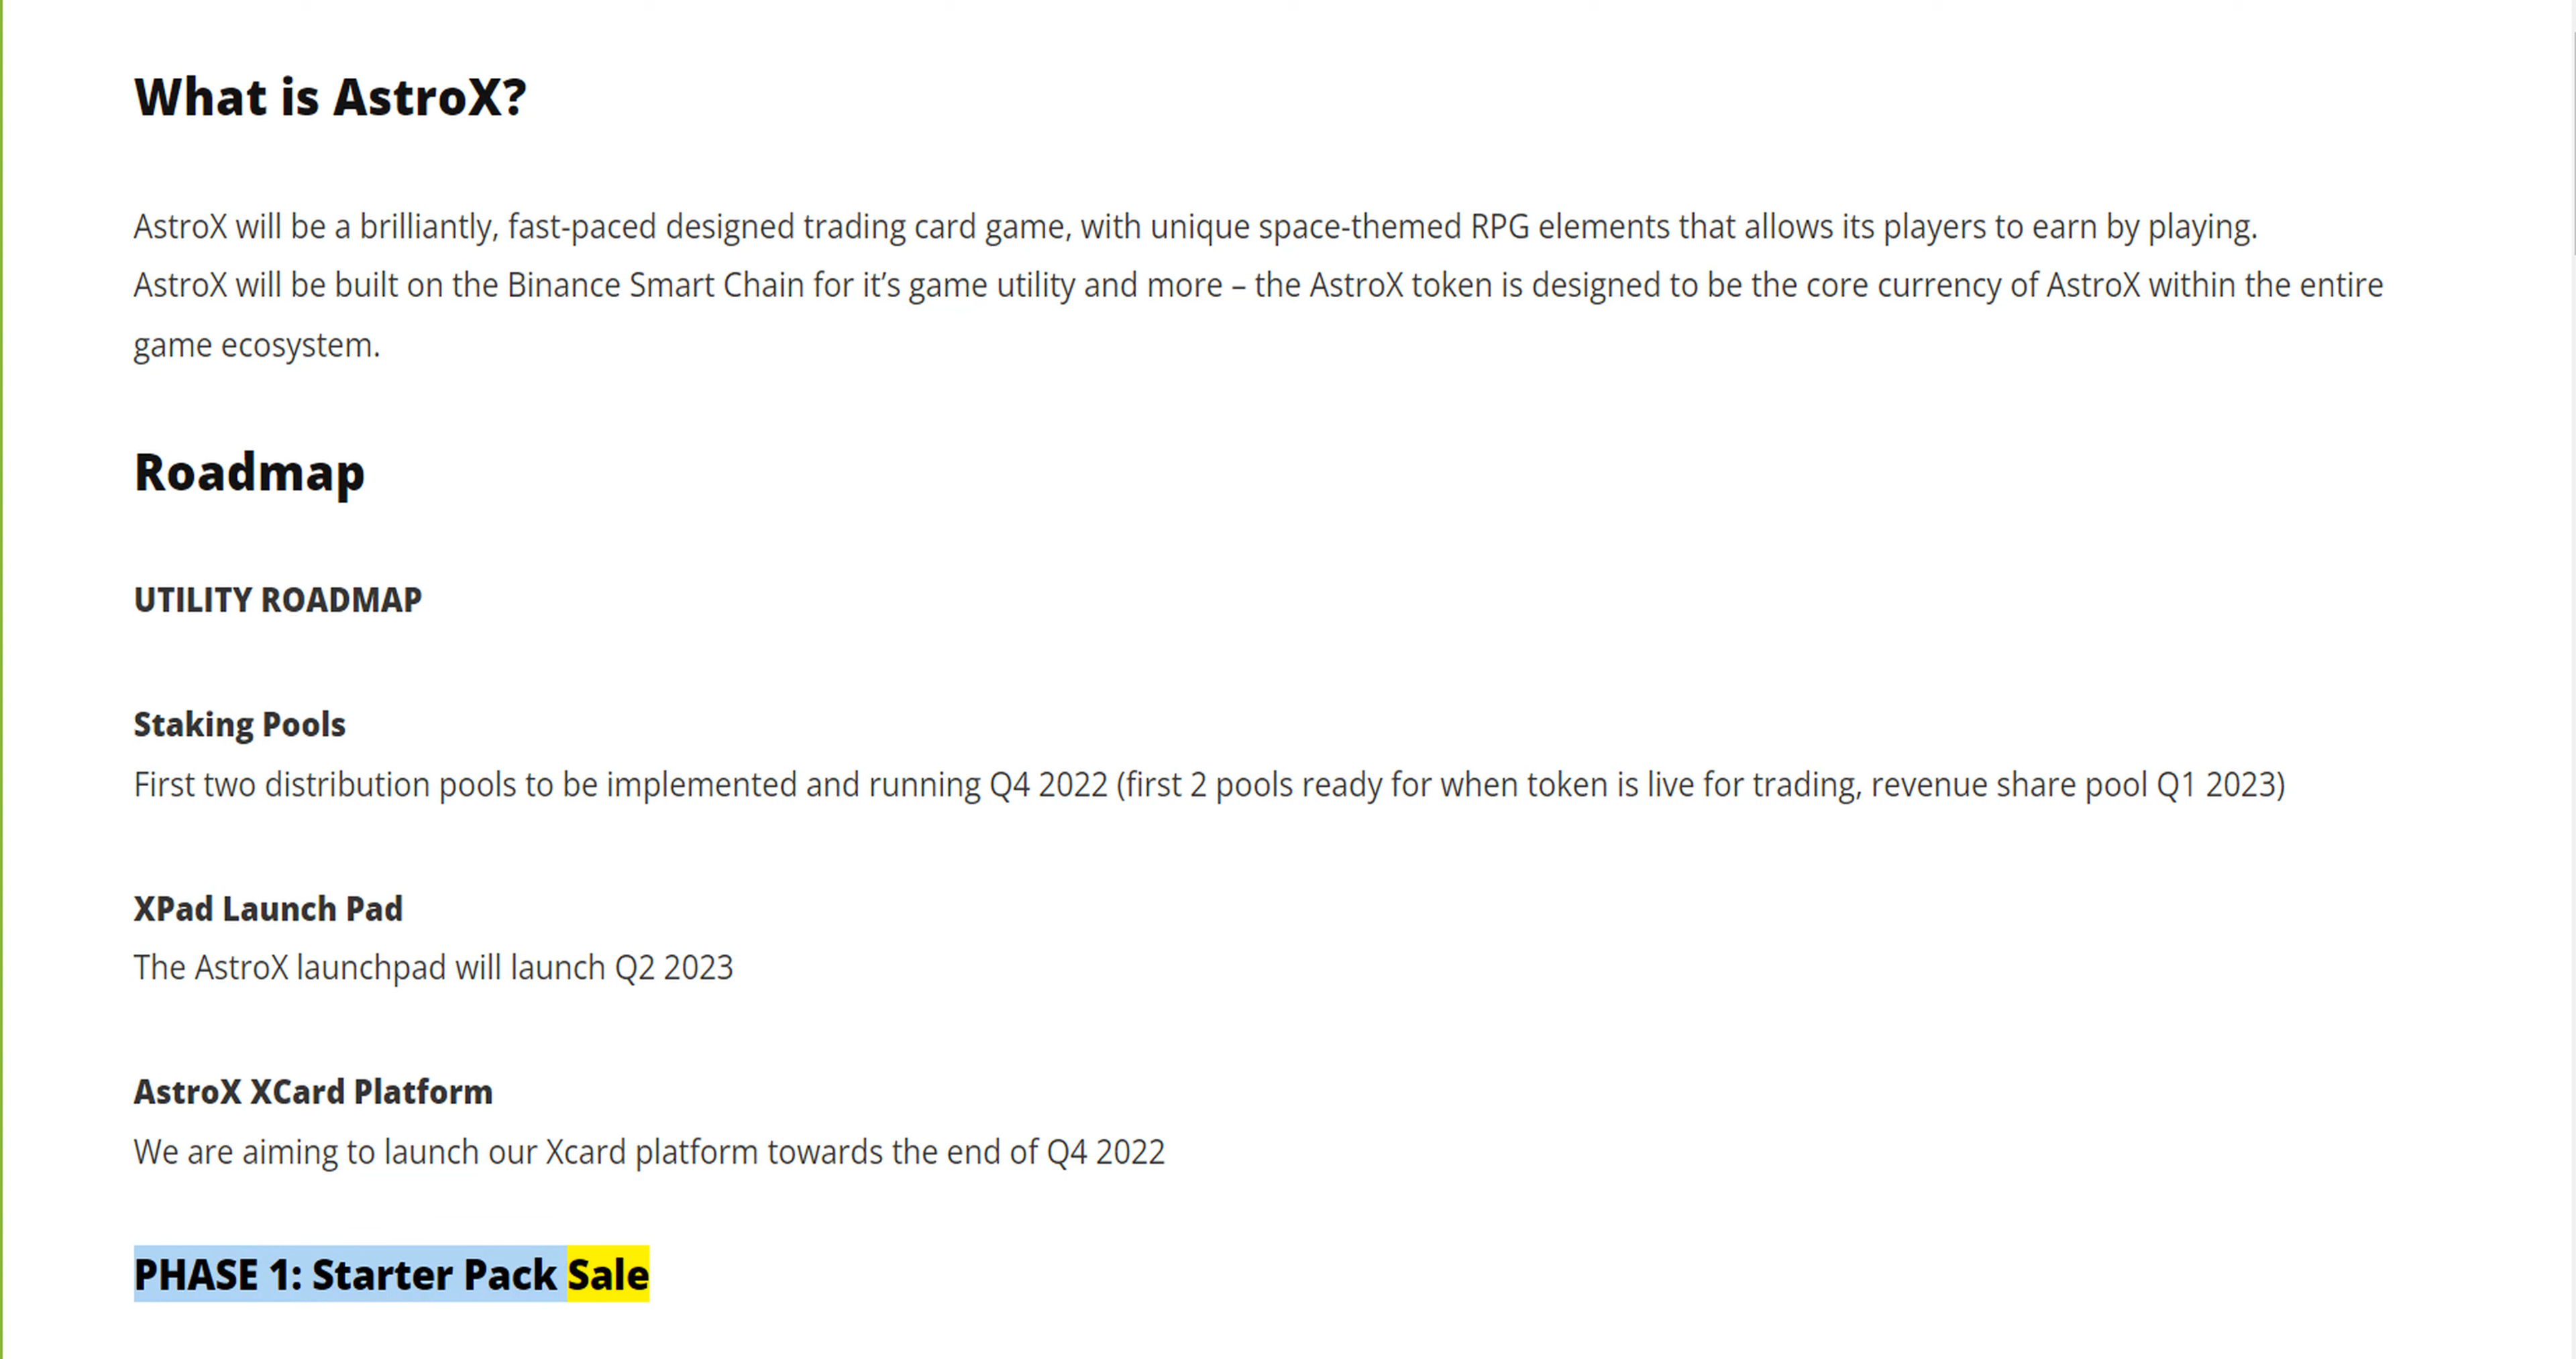 What is AstroX?
AstroX will be a brilliantly, fast-paced designed trading card game, with unique space-themed RPG elements that allows its players to earn by playing.
AstroX will be built on the Binance Smart Chain for it’s game utility and more – the AstroX token is designed to be the core currency of AstroX within the entire
game ecosystem.
Roadmap
UTILITY ROADMAP
Staking Pools
First two distribution pools to be implemented and running Q4 2022 (first 2 pools ready for when token is live for trading, revenue share pool Q1 2023)
XPad Launch Pad
The AstroX launchpad will launch Q2 2023
AstroX XCard Platform
We are aiming to launch our Xcard platform towards the end of Q4 2022
PHASE 1: Starter Pack Sale